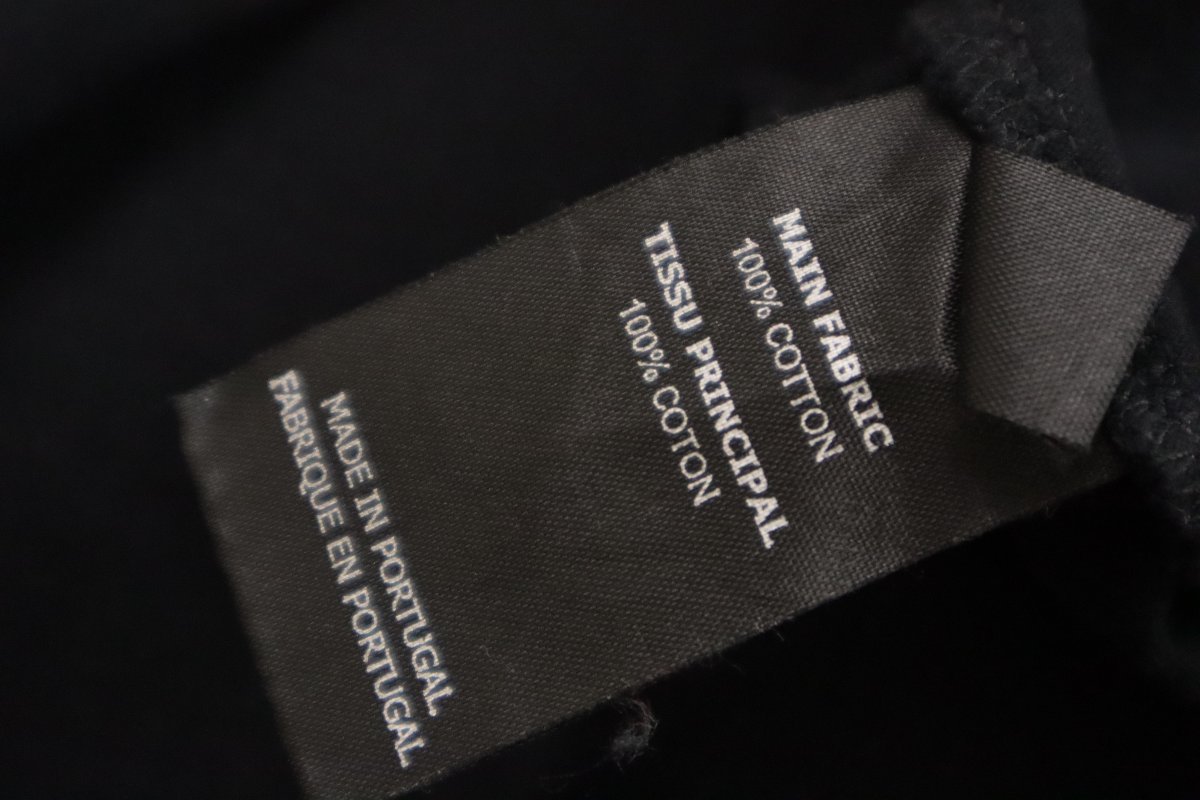 MAIN FABRIC
100% COTTON
TISSU PRINCIPAL
100% COTON
MADE IN PORTUGAL
FABRIQUE EN PORTUGAL